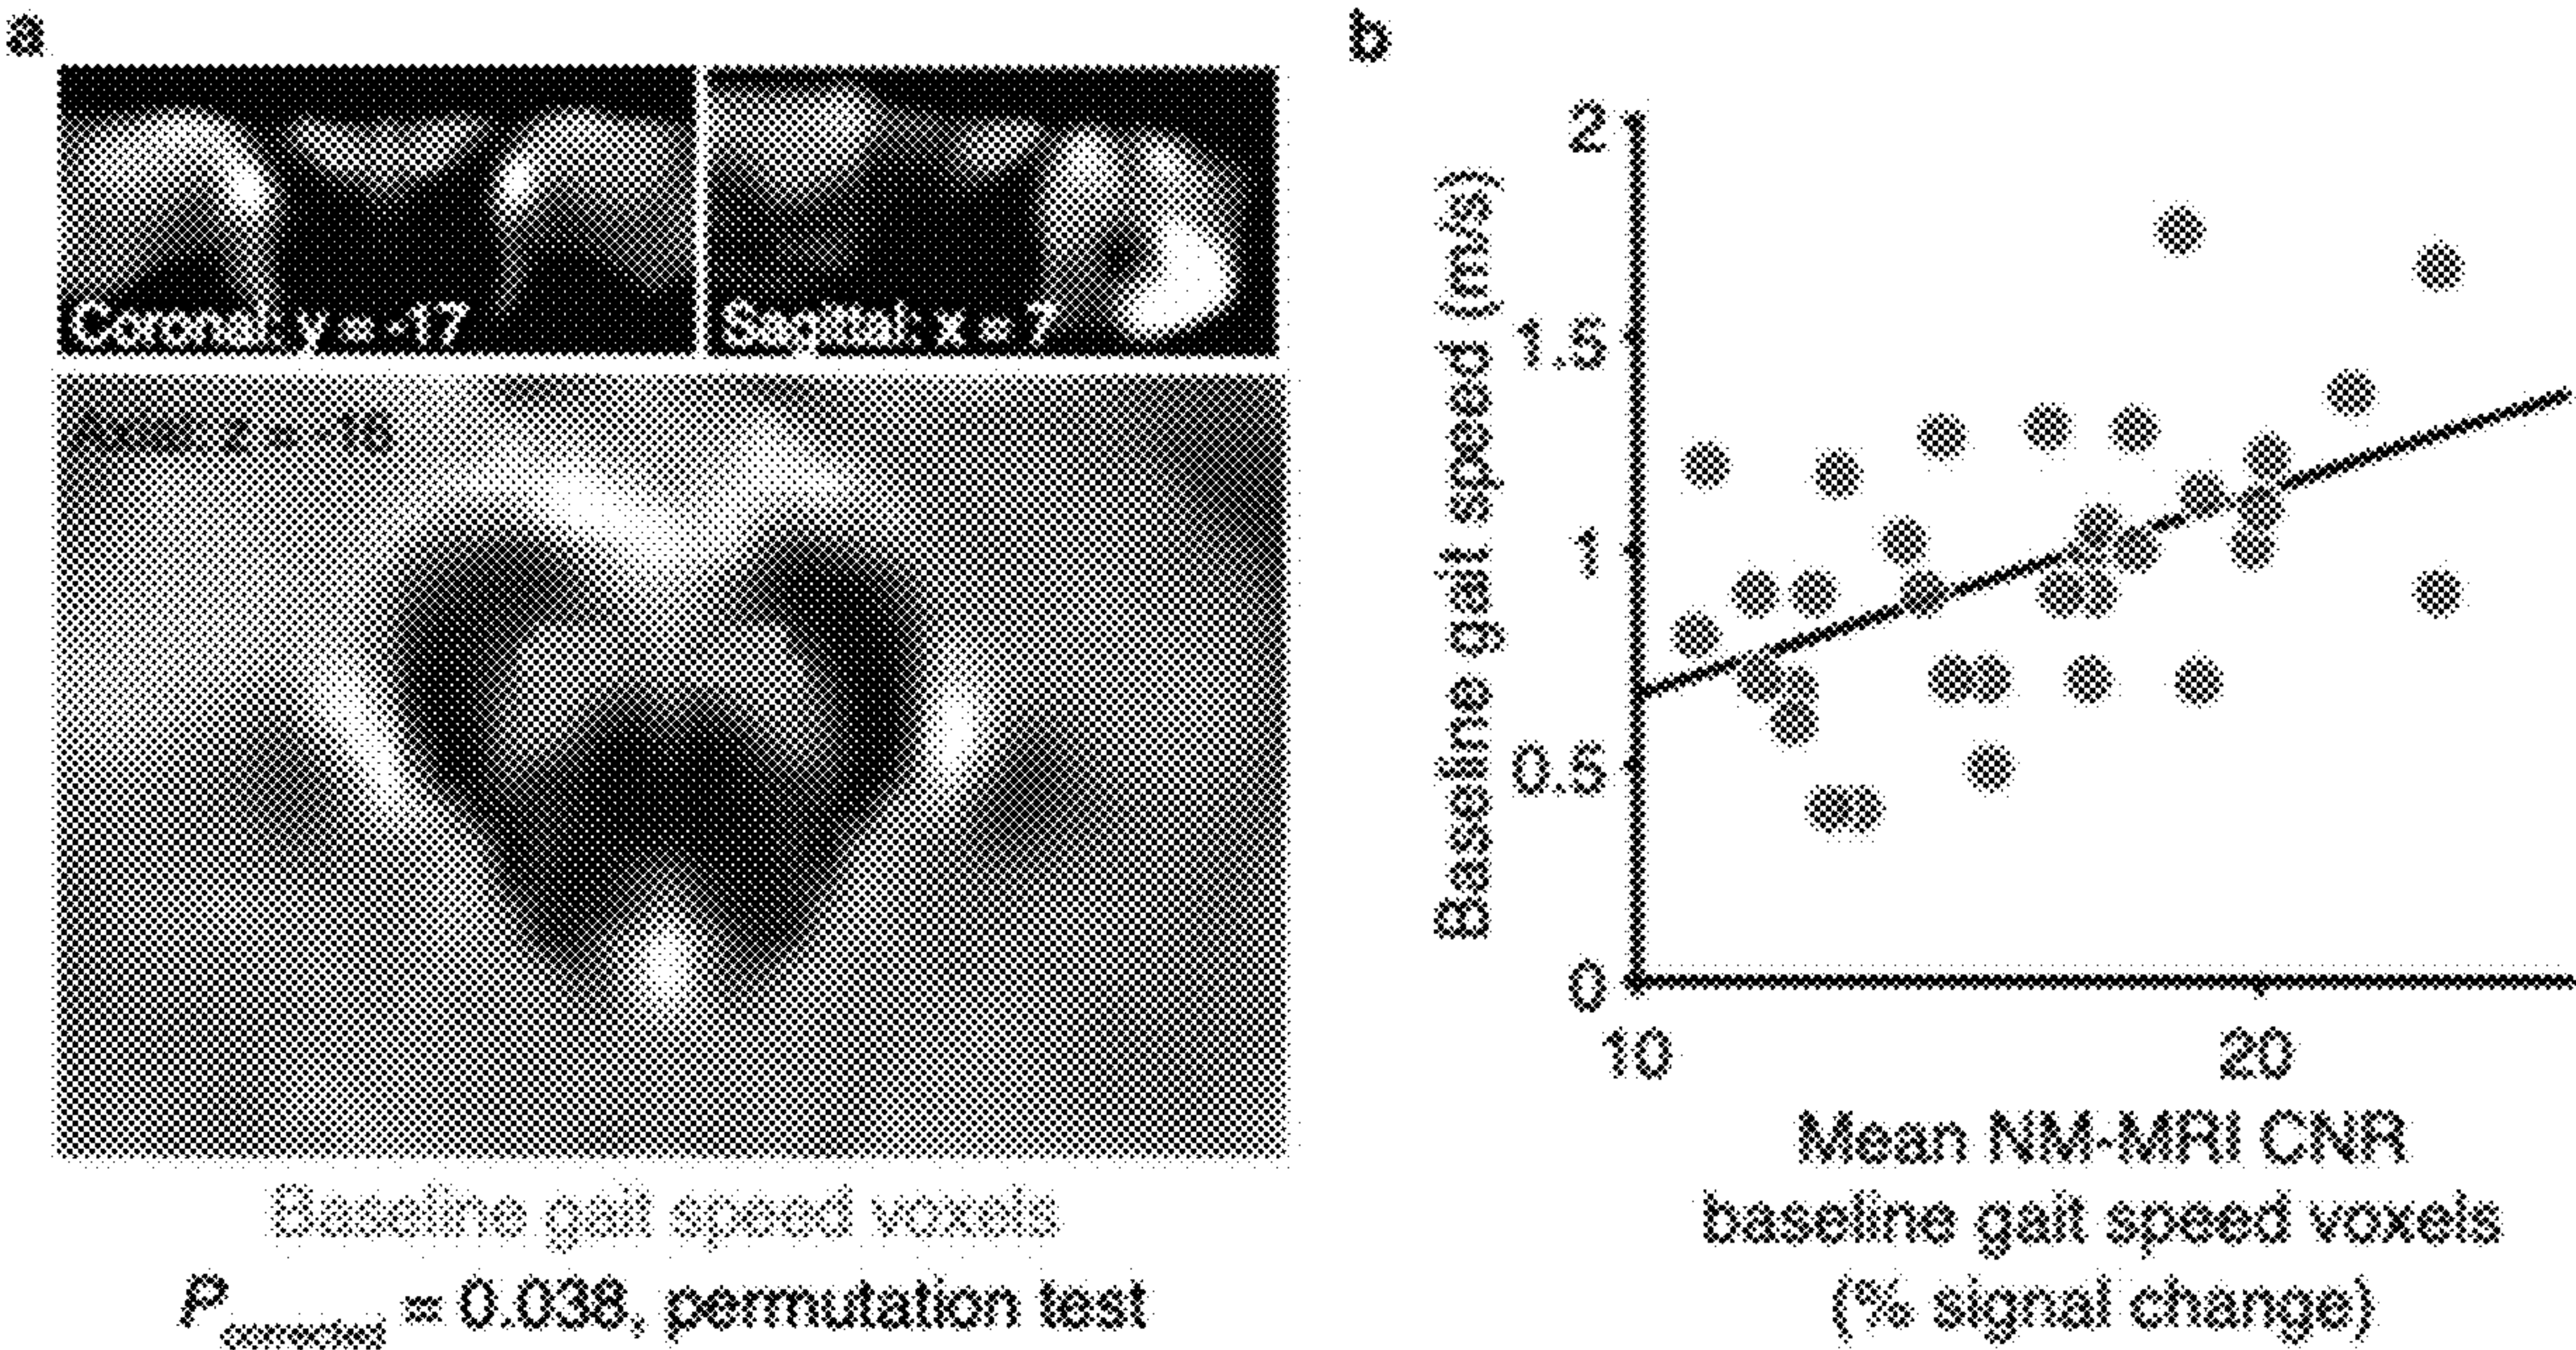 a
Coronal: y = -17
Sagittal: x = 7
Axial: z = -16
Baseline gait speed voxels
Pcorrected = 0.038, permutation test
b
Baseline gait speed (m/s)
2
1.5
1
0.5
0
10
20
Mean NM-MRI CNR
baseline gait speed voxels
(% signal change)